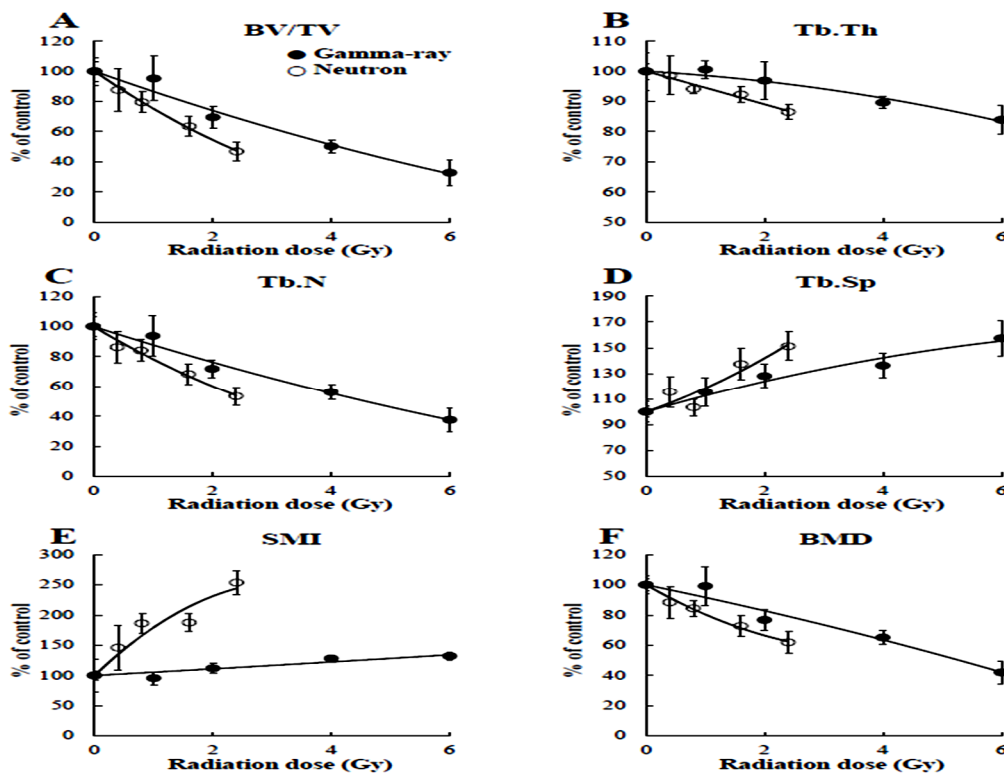 A
BV/TV
120
100
80
60
40
20
0
% of control
Gamma-ray
Neutron
0 2 4 6
Radiation dose (Gy)
B
Tb.Th
110
100
90
80
70
60
50
% of control
0 2 4 6
Radiation dose (Gy)
C
Tb.N
120
100
80
60
40
20
0
% of control
0 2 4 6
Radiation dose (Gy)
D
Tb.Sp
190
170
150
130
110
90
70
50
% of control
0 2 4 6
Radiation dose (Gy)
E
SMI
300
250
200
150
100
50
0
% of control
0 2 4 6
Radiation dose (Gy)
F
BMD
120
100
80
60
40
20
0
% of control
0 2 4 6
Radiation dose (Gy)